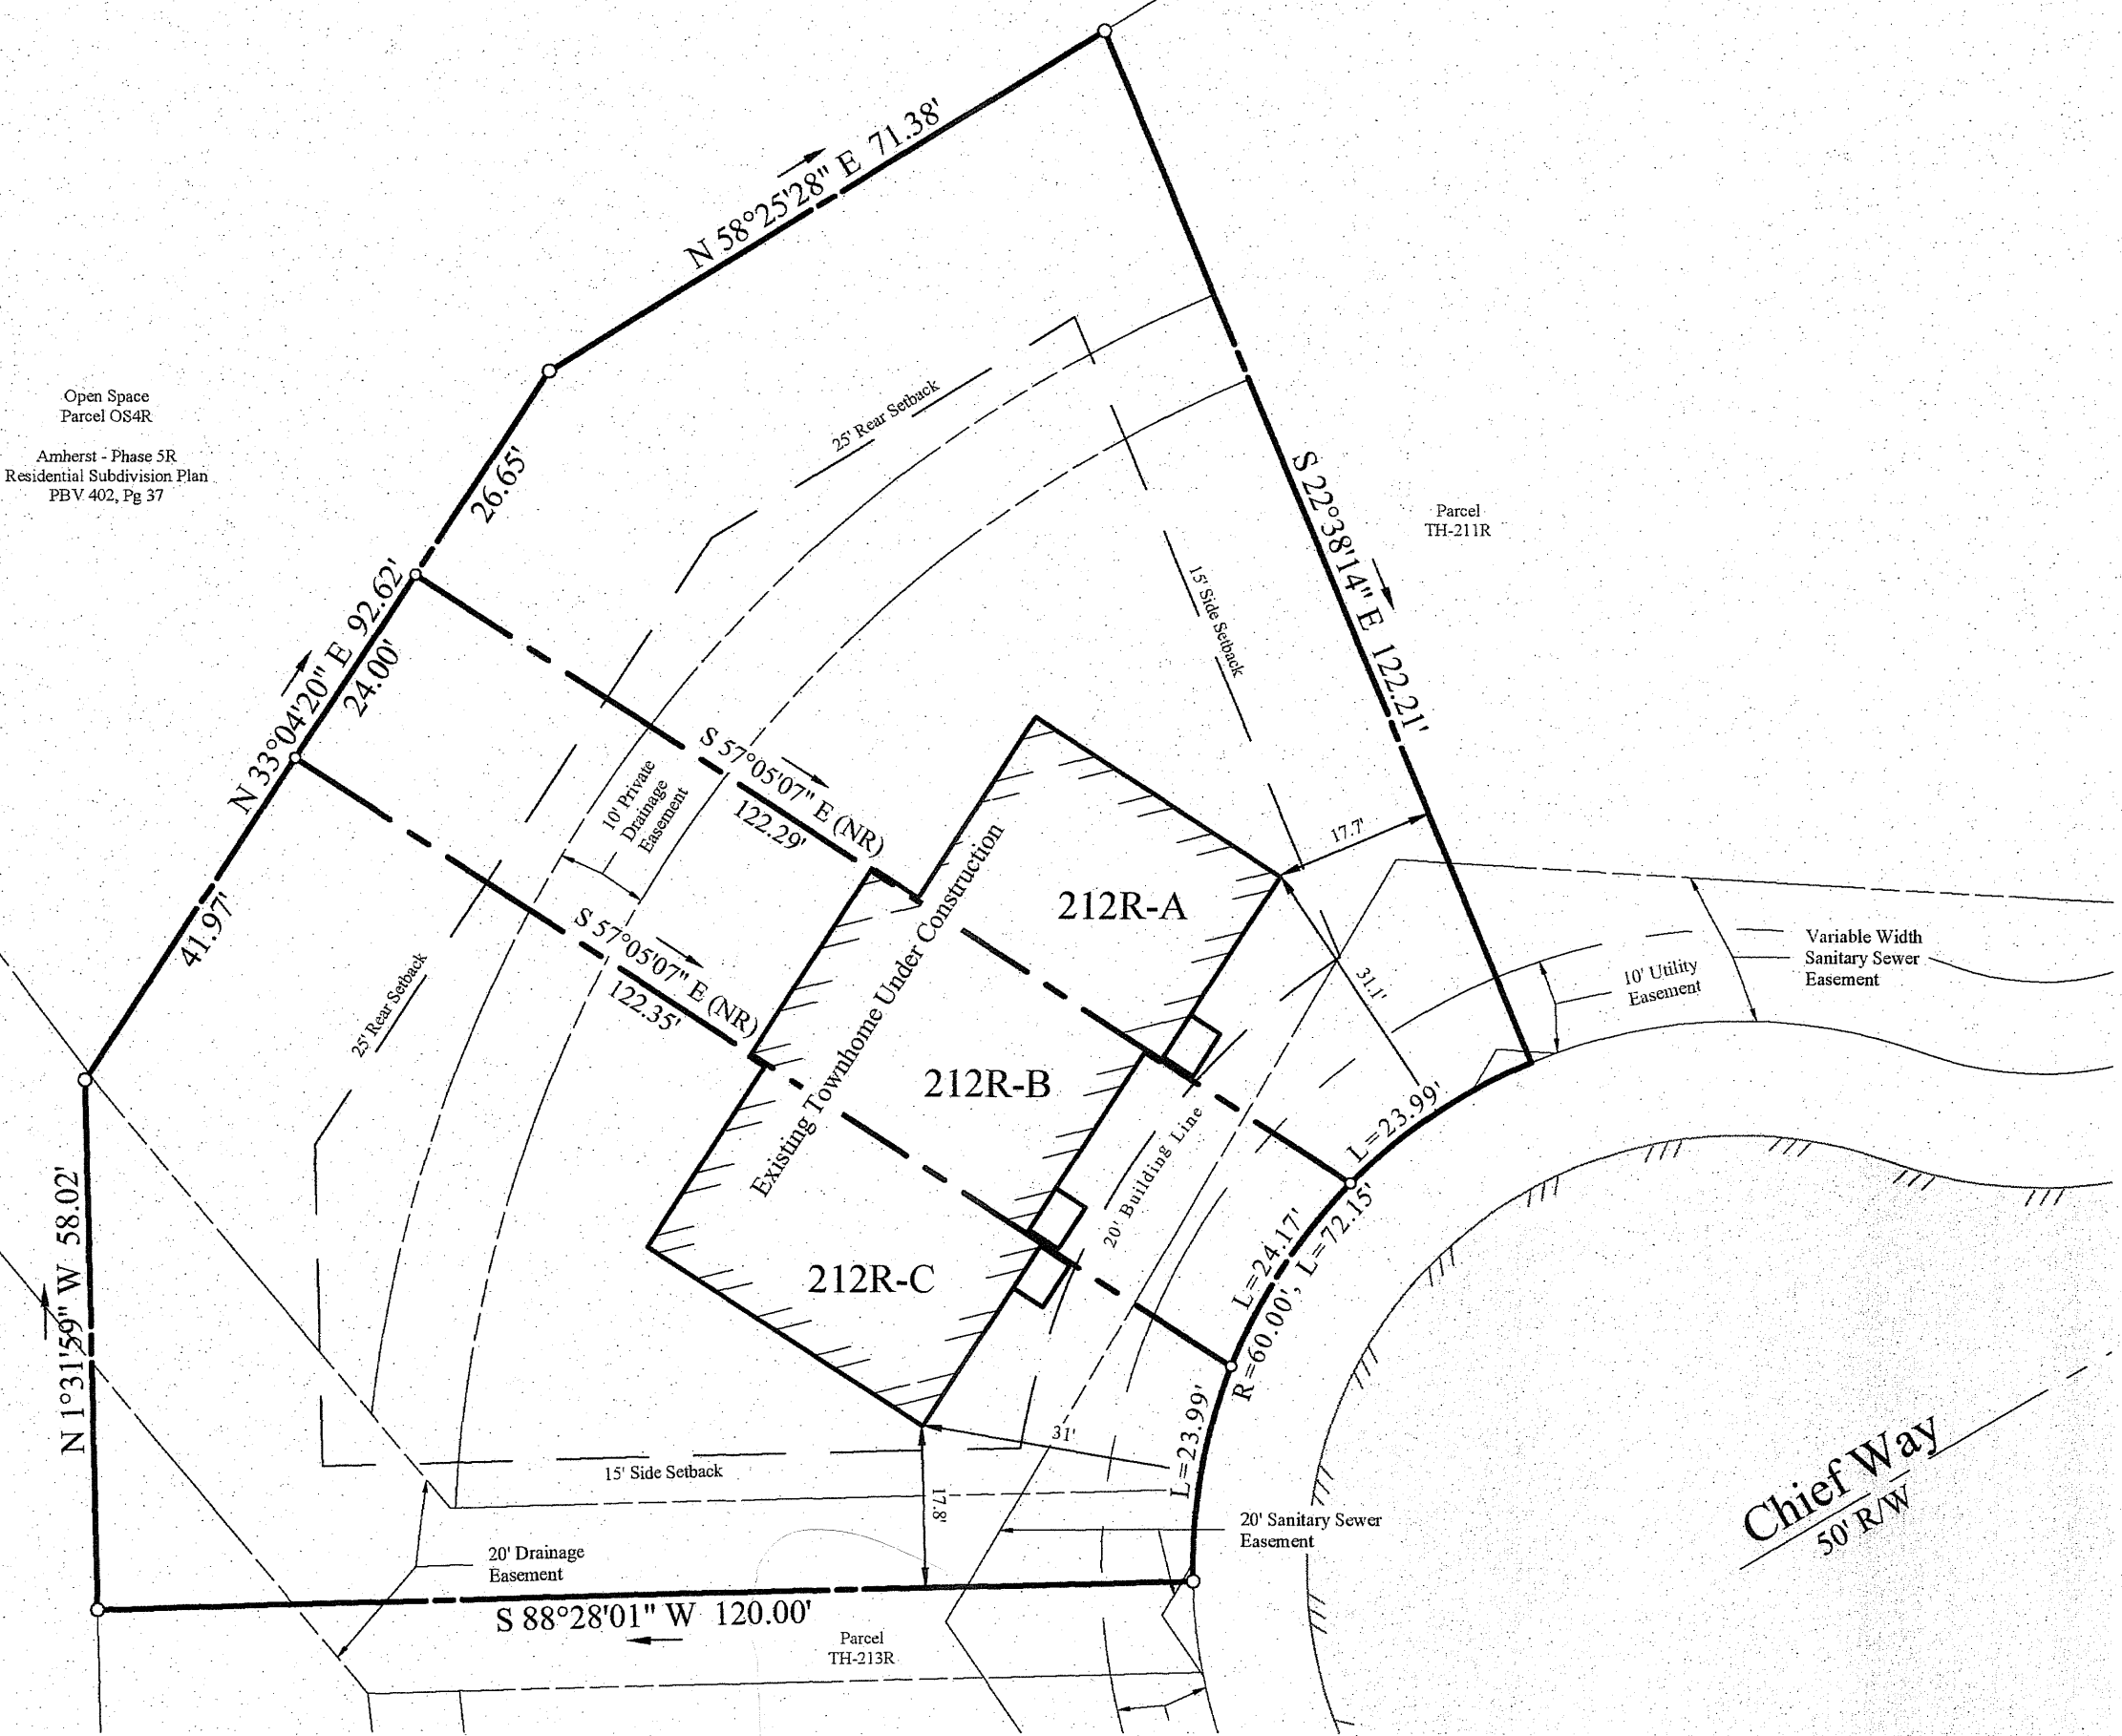 N 58°25'28" E 71.38'
Open Space
Parcel OS4R
Amherst - Phase 5R
Residential Subdivision Plan
PBV 402, Pg 37
26.65'
25' Rear Setback
S 22°38'14" E 122.21'
Parcel
TH-211R
15' Side Setback
N 33°04'20" E 92.62'
24.00'
41.97'
S 57°05'07" E (NR)
122.29'
10' Private
Drainage
Easement
S 57°05'07" E (NR)
122.35'
25' Rear Setback
Existing Townhome Under Construction
212R-A
212R-B
212R-C
17.7'
31.1'
Variable Width
Sanitary Sewer
Easement
10' Utility
Easement
20' Building Line
L=23.99'
L=24.17'
R=60.00', L=72.15'
L=23.99'
31'
17.8'
N 1°31'59" W 58.02'
15' Side Setback
20' Drainage
Easement
20' Sanitary Sewer
Easement
S 88°28'01" W 120.00'
Parcel
TH-213R
Chief Way
50' R/W